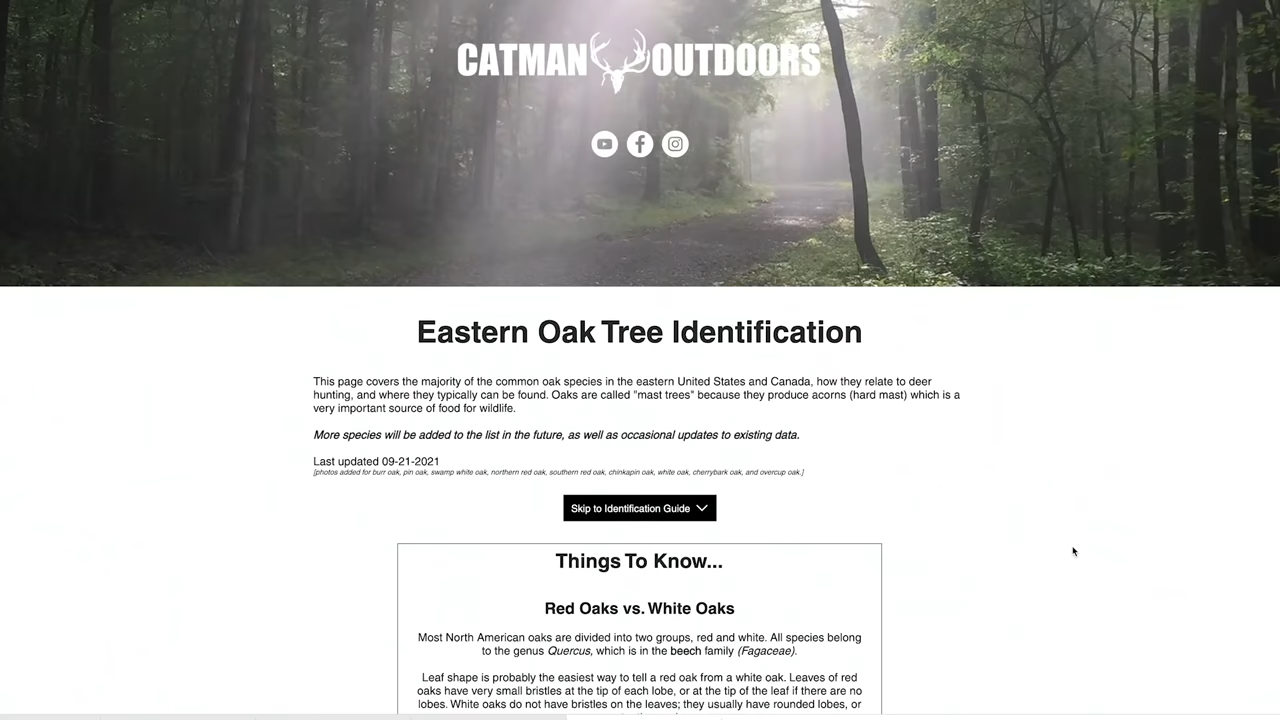 CATMAN OUTDOORS
Eastern Oak Tree Identification
This page covers the majority of the common oak species in the eastern United States and Canada, how they relate to deer
hunting, and where they typically can be found. Oaks are called "mast trees" because they produce acorns (hard mast) which is a
very important source of food for wildlife.
More species will be added to the list in the future, as well as occasional updates to existing data.
Last updated 09-21-2021
[photos added for burr oak, pin oak, swamp white oak, northern red oak, southern red oak, chinkapin oak, white oak, cherrybark oak, and overcup oak.]
Skip to Identification Guide
Things To Know...
Red Oaks vs. White Oaks
Most North American oaks are divided into two groups, red and white. All species belong
to the genus Quercus, which is in the beech family (Fagaceae).
Leaf shape is probably the easiest way to tell a red oak from a white oak. Leaves of red
oaks have very small bristles at the tip of each lobe, or at the tip of the leaf if there are no
lobes. White oaks do not have bristles on the leaves; they usually have rounded lobes, or